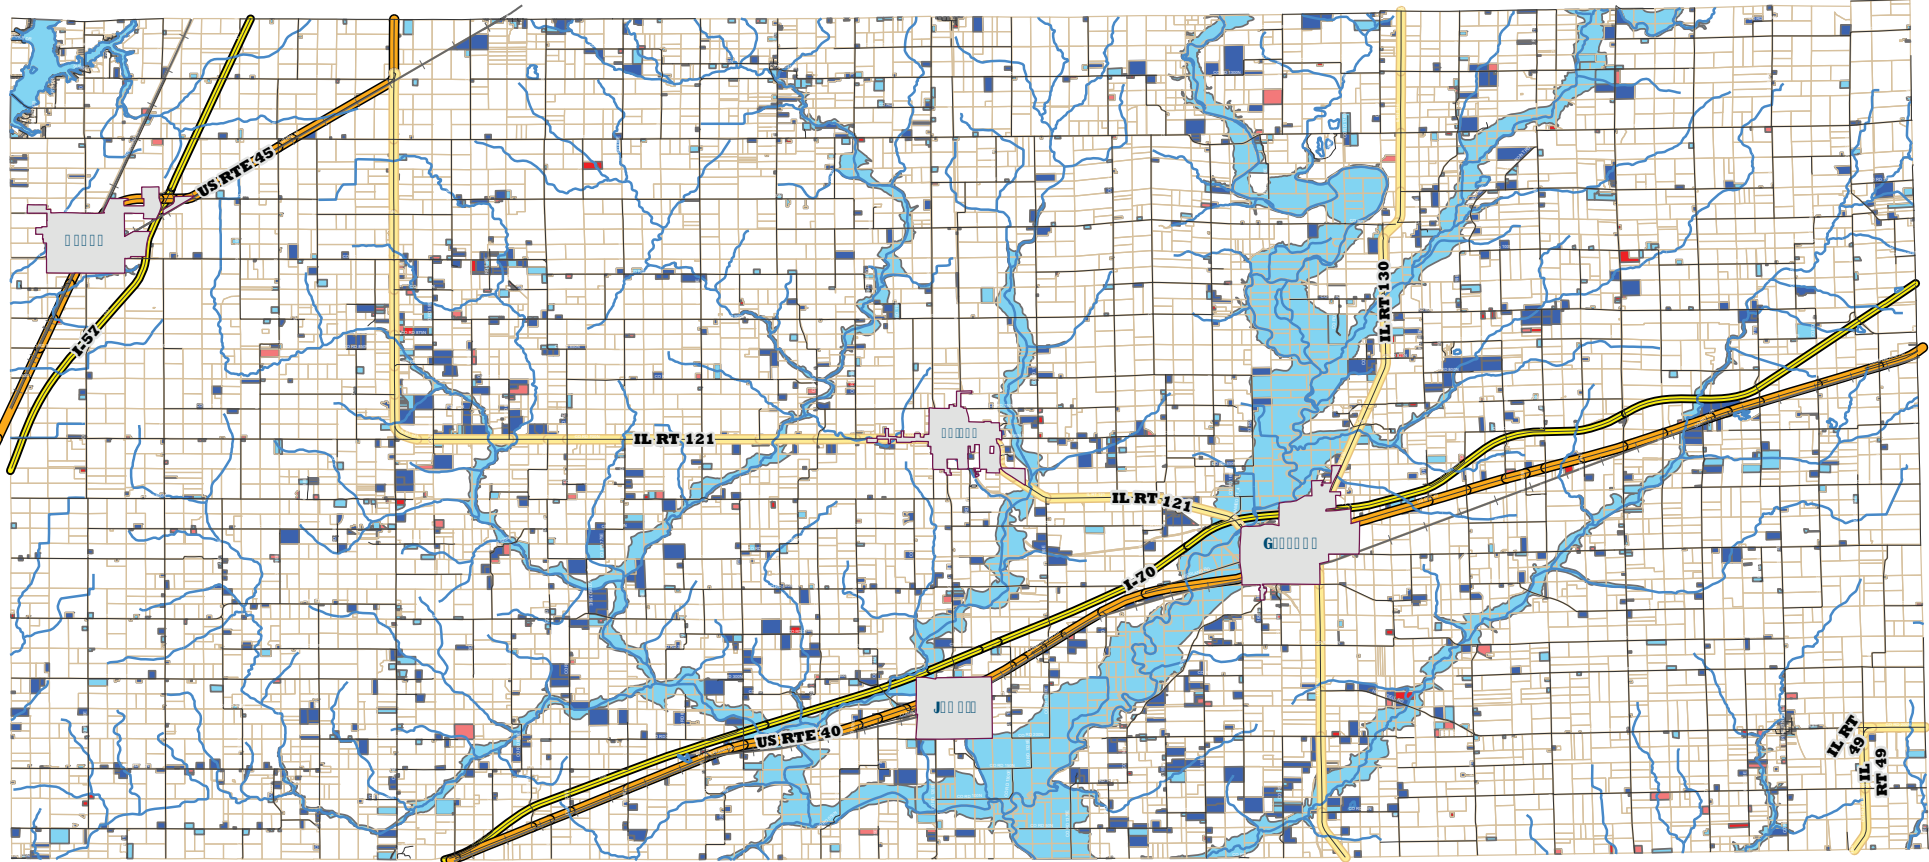 US RTE 45
I-57
IL RT 130
IL RT 121
IL RT 121
I-70
US RTE 40
IL RT
49
IL
RT 49